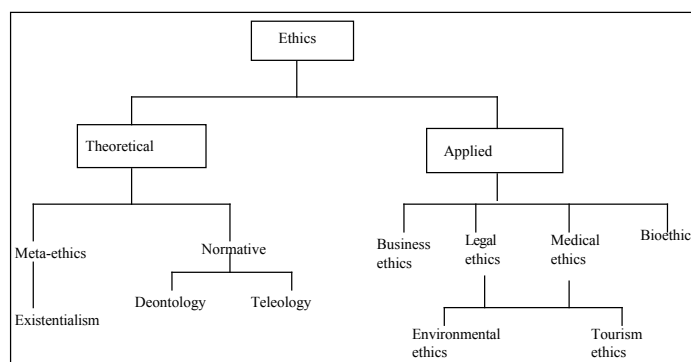 Ethics
Theoretical
Applied
Meta-ethics
Normative
Business
ethics
Legal
ethics
Medical
ethics
Bioethic
Existentialism
Deontology
Teleology
Environmental
ethics
Tourism
ethics